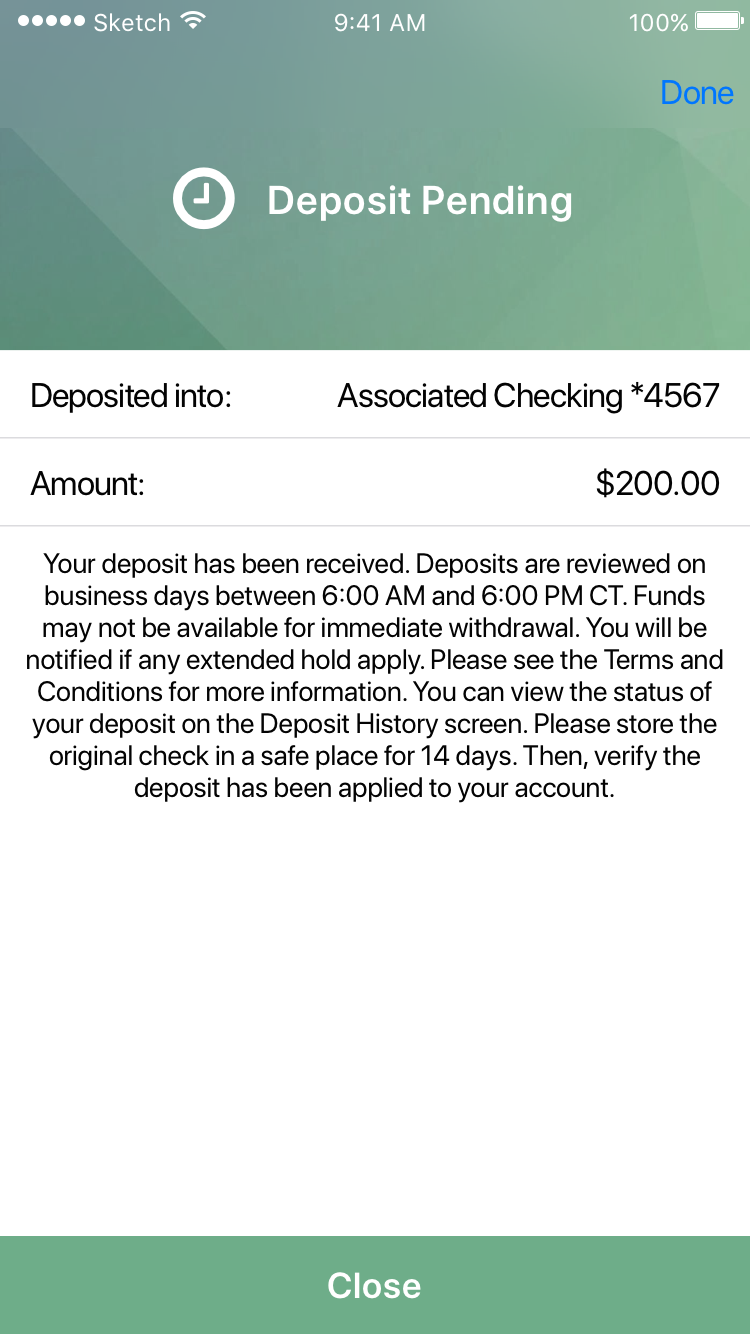 Sketch 9:41 AM 100%
Done
Deposit Pending
Deposited into: Associated Checking *4567
Amount: $200.00
Your deposit has been received. Deposits are reviewed on
business days between 6:00 AM and 6:00 PM CT. Funds
may not be available for immediate withdrawal. You will be
notified if any extended hold apply. Please see the Terms and
Conditions for more information. You can view the status of
your deposit on the Deposit History screen. Please store the
original check in a safe place for 14 days. Then, verify the
deposit has been applied to your account.
Close